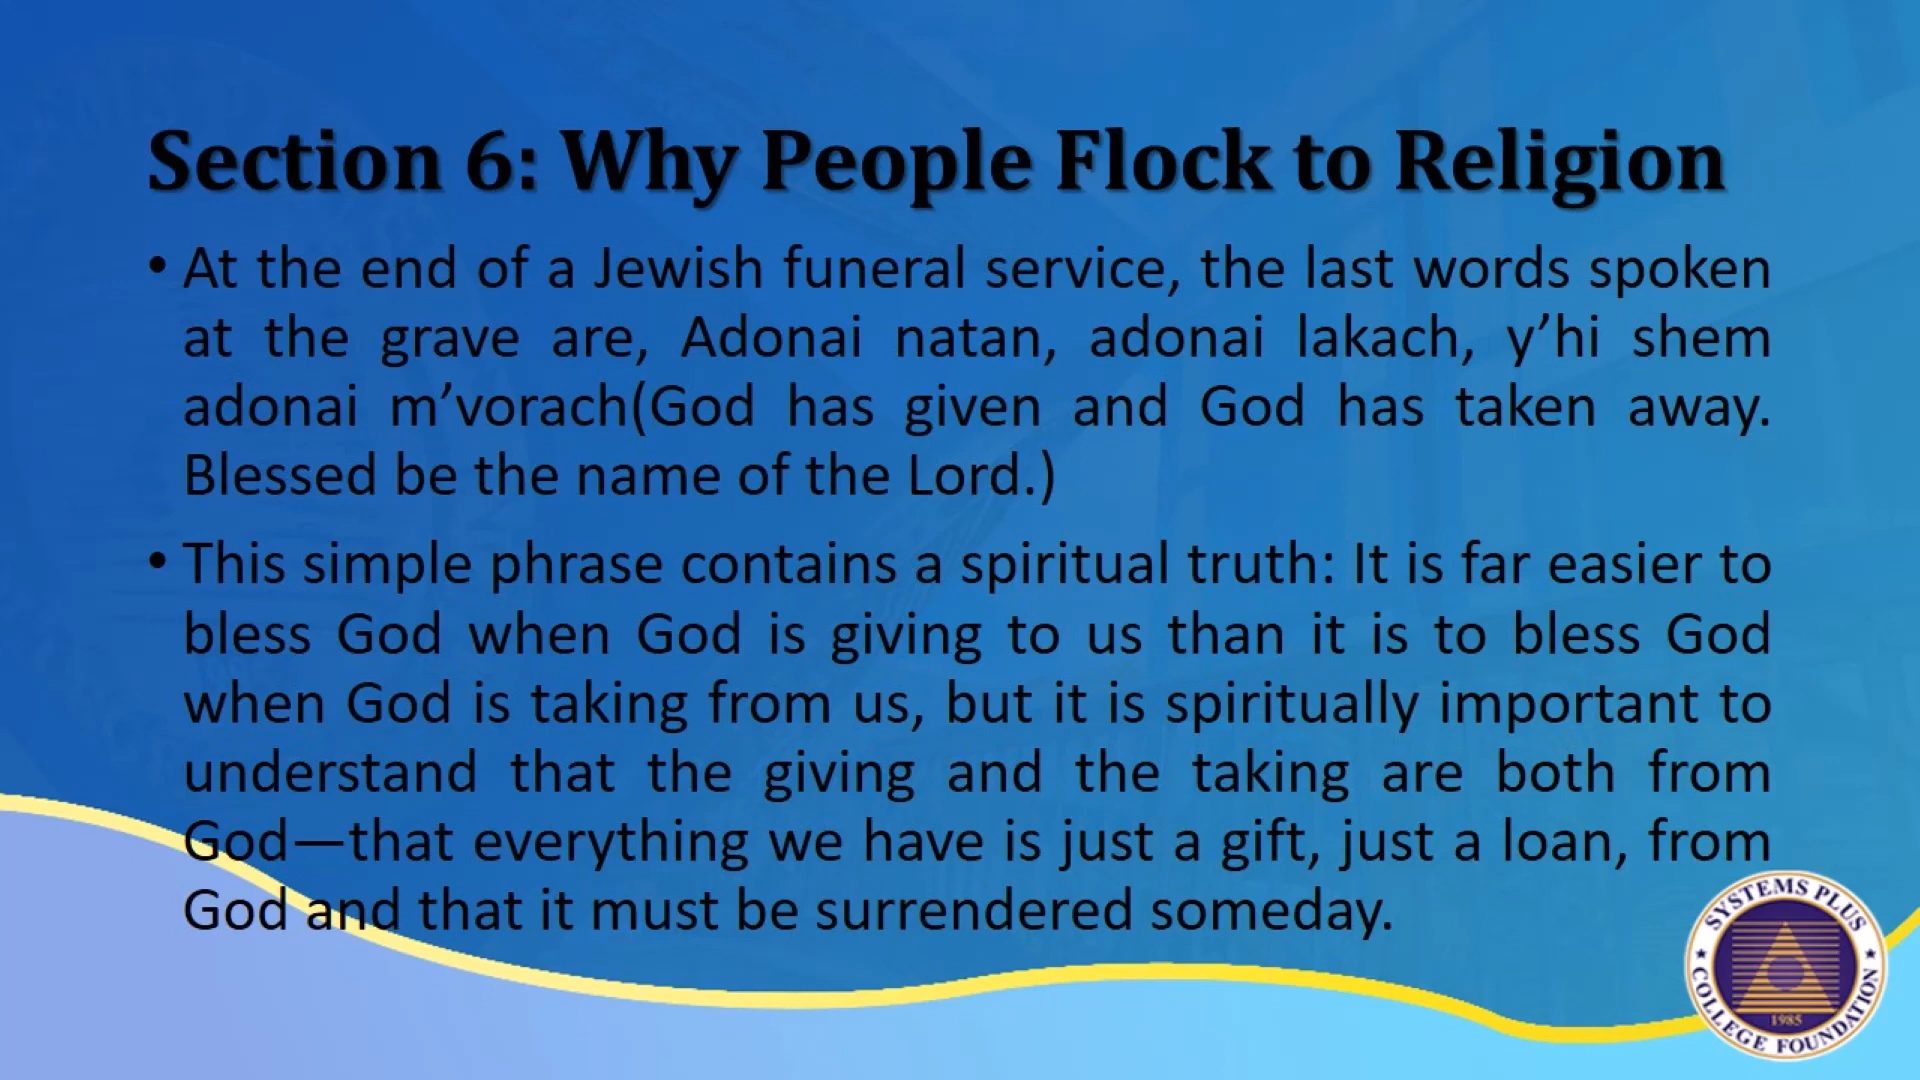 Section 6: Why People Flock to Religion
• At the end of a Jewish funeral service, the last words spoken
at the grave are, Adonai natan, adonai lakach, y’hi shem
adonai m’vorach(God has given and God has taken away.
Blessed be the name of the Lord.)
• This simple phrase contains a spiritual truth: It is far easier to
bless God when God is giving to us than it is to bless God
when God is taking from us, but it is spiritually important to
understand that the giving and the taking are both from
God—that everything we have is just a gift, just a loan, from
God and that it must be surrendered someday.
SYSTEMS PLUS
COLLEGE FOUNDATION
1985